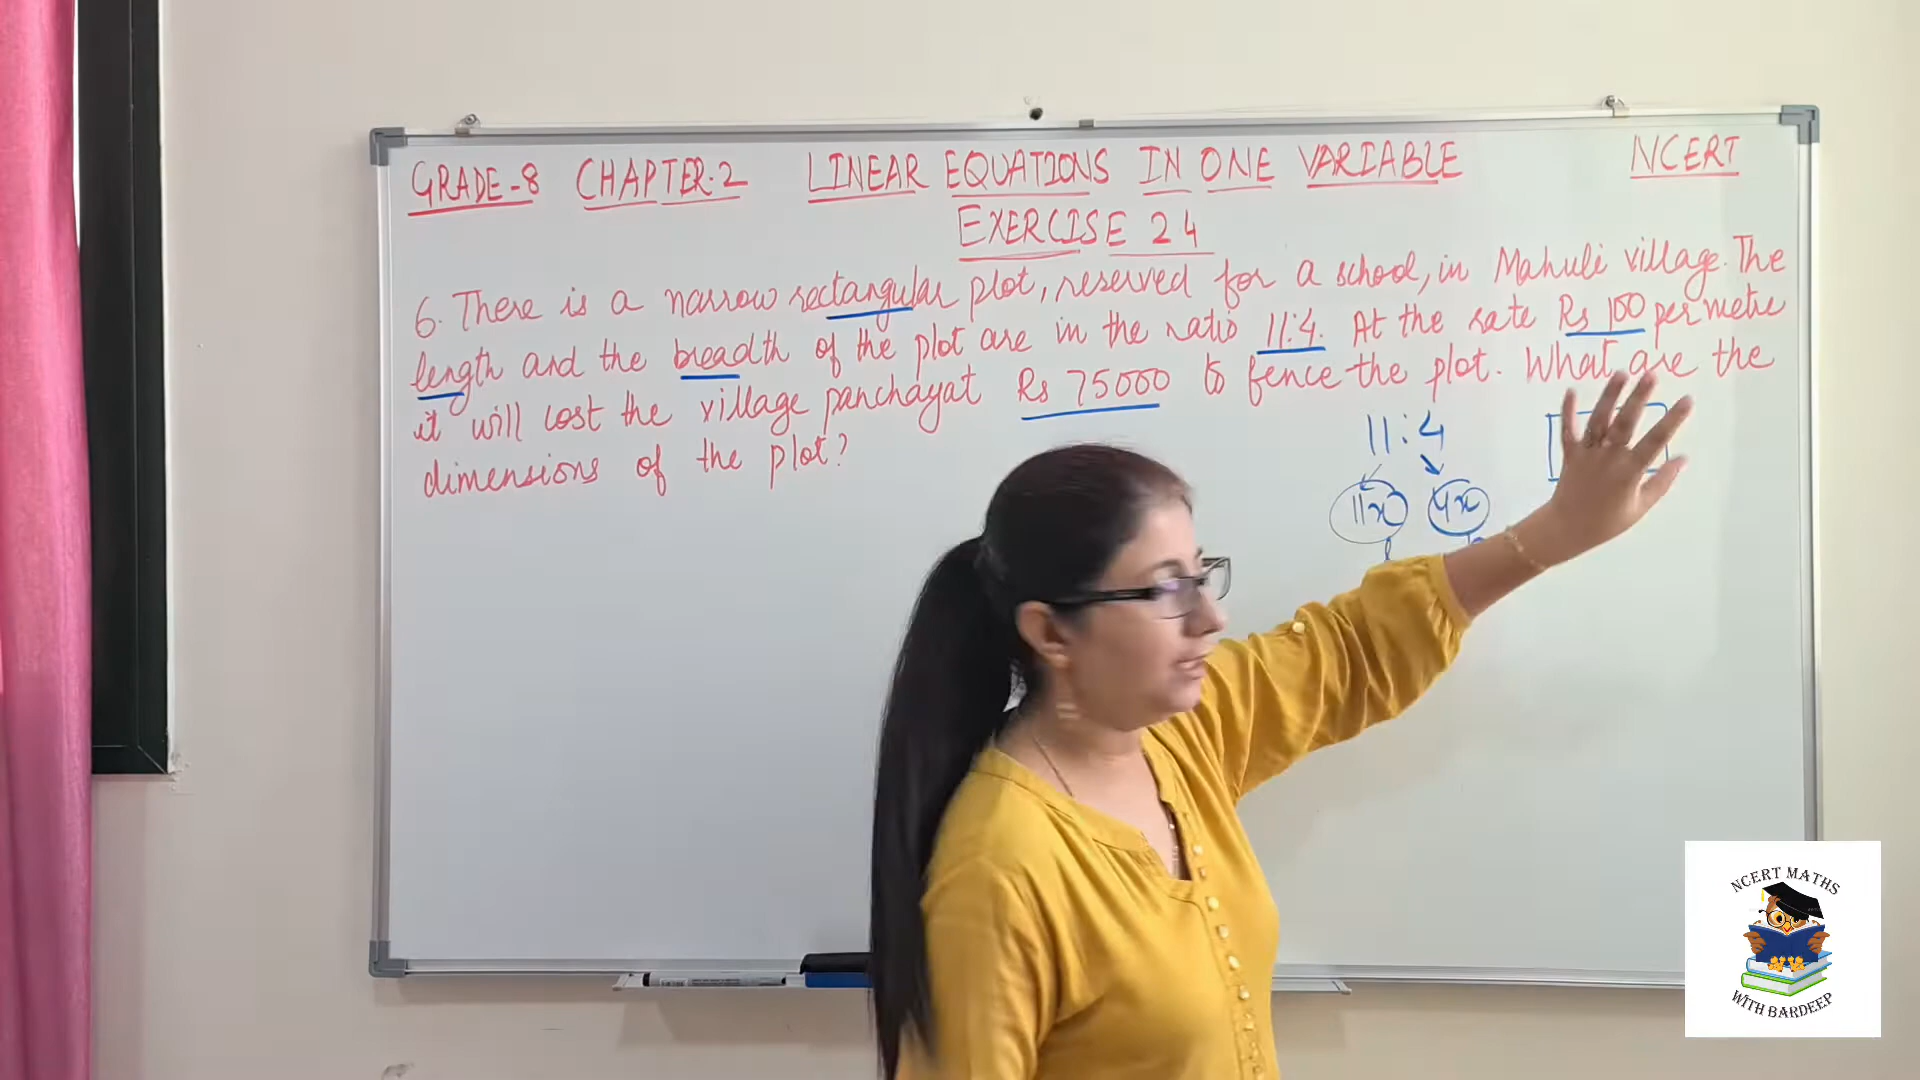 GRADE-8 CHAPTER.2 LINEAR EQUATIONS IN ONE VARIABLE NCERT
EXERCISE 24
6. There is a narrow rectangular plot, reserved for a school, in Mahuli village. The
length and the breadth of the plot are in the ratio 11:4. At the rate Rs 100 per metre
it will cost the village panchayat Rs 75000 to fence the plot. What are the
dimensions of the plot?
11:4
11x 4x
NCERT MATHS
WITH BARDEEP